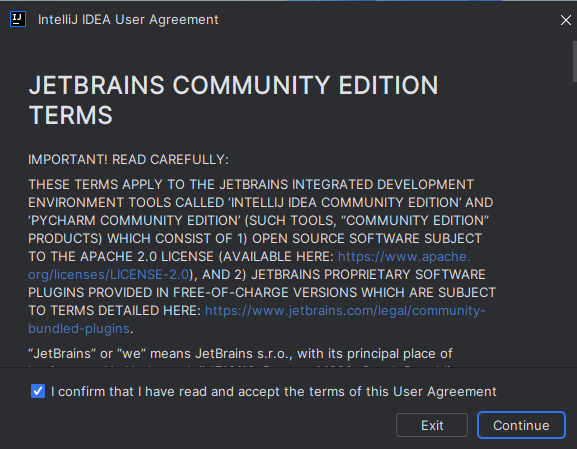 IJ IntelliJ IDEA User Agreement
JETBRAINS COMMUNITY EDITION
TERMS
IMPORTANT! READ CAREFULLY:
THESE TERMS APPLY TO THE JETBRAINS INTEGRATED DEVELOPMENT
ENVIRONMENT TOOLS CALLED ‘INTELLIJ IDEA COMMUNITY EDITION’ AND
‘PYCHARM COMMUNITY EDITION’ (SUCH TOOLS, “COMMUNITY EDITION”
PRODUCTS) WHICH CONSIST OF 1) OPEN SOURCE SOFTWARE SUBJECT
TO THE APACHE 2.0 LICENSE (AVAILABLE HERE: https://www.apache.
org/licenses/LICENSE-2.0), AND 2) JETBRAINS PROPRIETARY SOFTWARE
PLUGINS PROVIDED IN FREE-OF-CHARGE VERSIONS WHICH ARE SUBJECT
TO TERMS DETAILED HERE: https://www.jetbrains.com/legal/community-
bundled-plugins.
“JetBrains” or “we” means JetBrains s.r.o., with its principal place of
I confirm that I have read and accept the terms of this User Agreement
Exit Continue